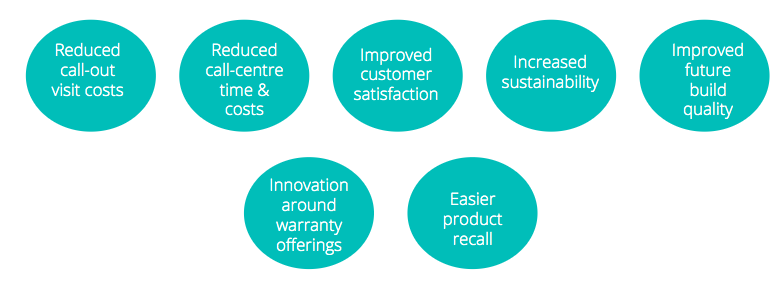 Reduced
call-out
visit costs
Reduced
call-centre
time &
costs
Improved
customer
satisfaction
Increased
sustainability
Improved
future
build
quality
Innovation
around
warranty
offerings
Easier
product
recall